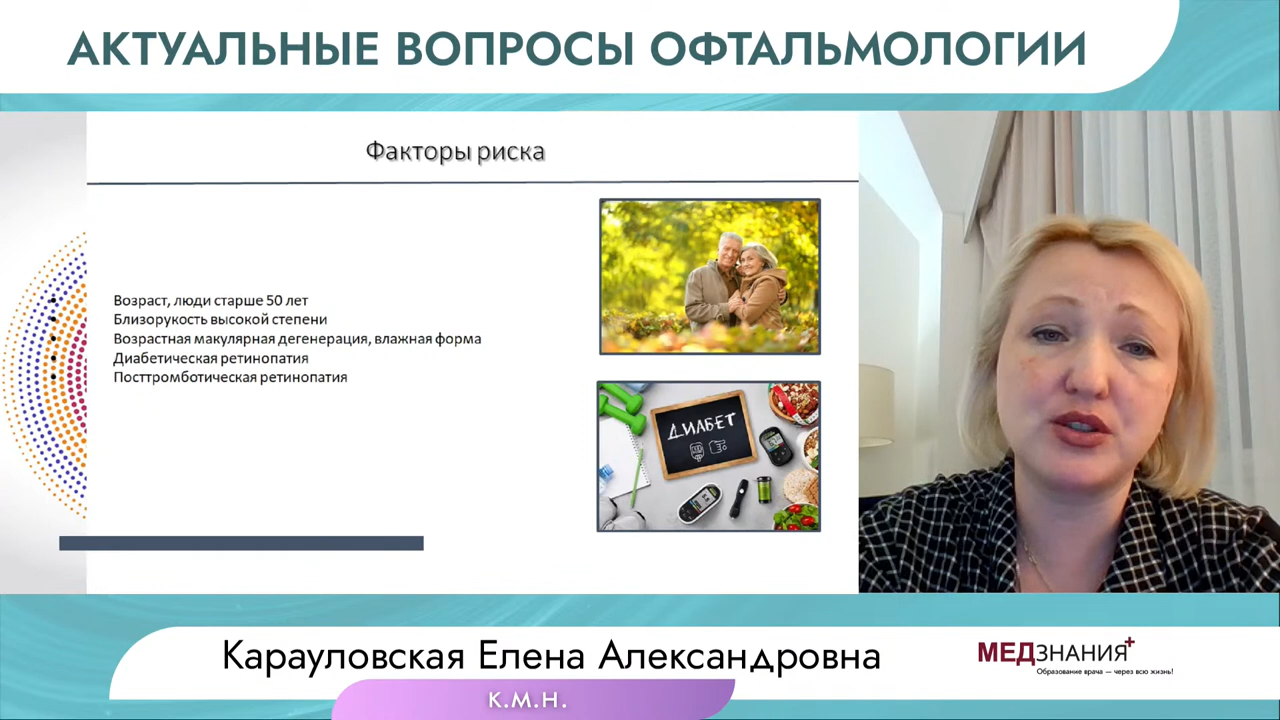 АКТУАЛЬНЫЕ ВОПРОСЫ ОФТАЛЬМОЛОГИИ
Факторы риска
Возраст, люди старше 50 лет
Близорукость высокой степени
Возрастная макулярная дегенерация, влажная форма
Диабетическая ретинопатия
Посттромботическая ретинопатия
ДИАБЕТ
Карауловская Елена Александровна
к.м.н.
МЕДЗНАНИЯ+
Образование врача — через всю жизнь!